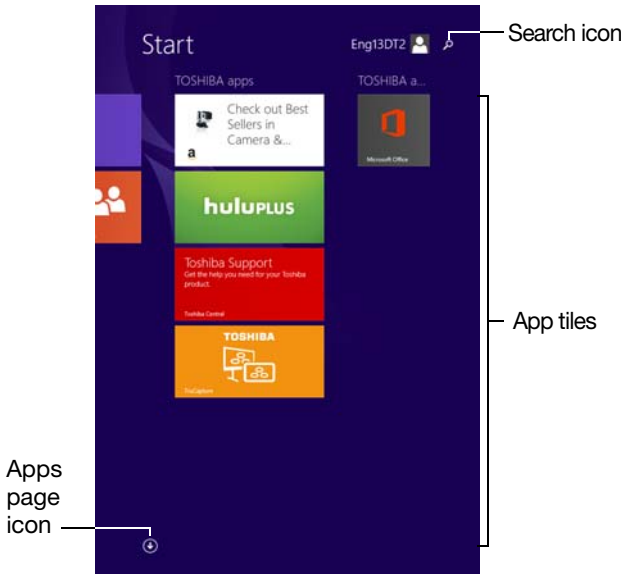 Start
Eng13DT2
Search icon
TOSHIBA apps
TOSHIBA a...
Check out Best
Sellers in
Camera &...
a
Microsoft Office
huluPLUS
Toshiba Support
Get the help you need for your Toshiba
product.
Toshiba Central
App tiles
TOSHIBA
TruCapture
Apps
page
icon